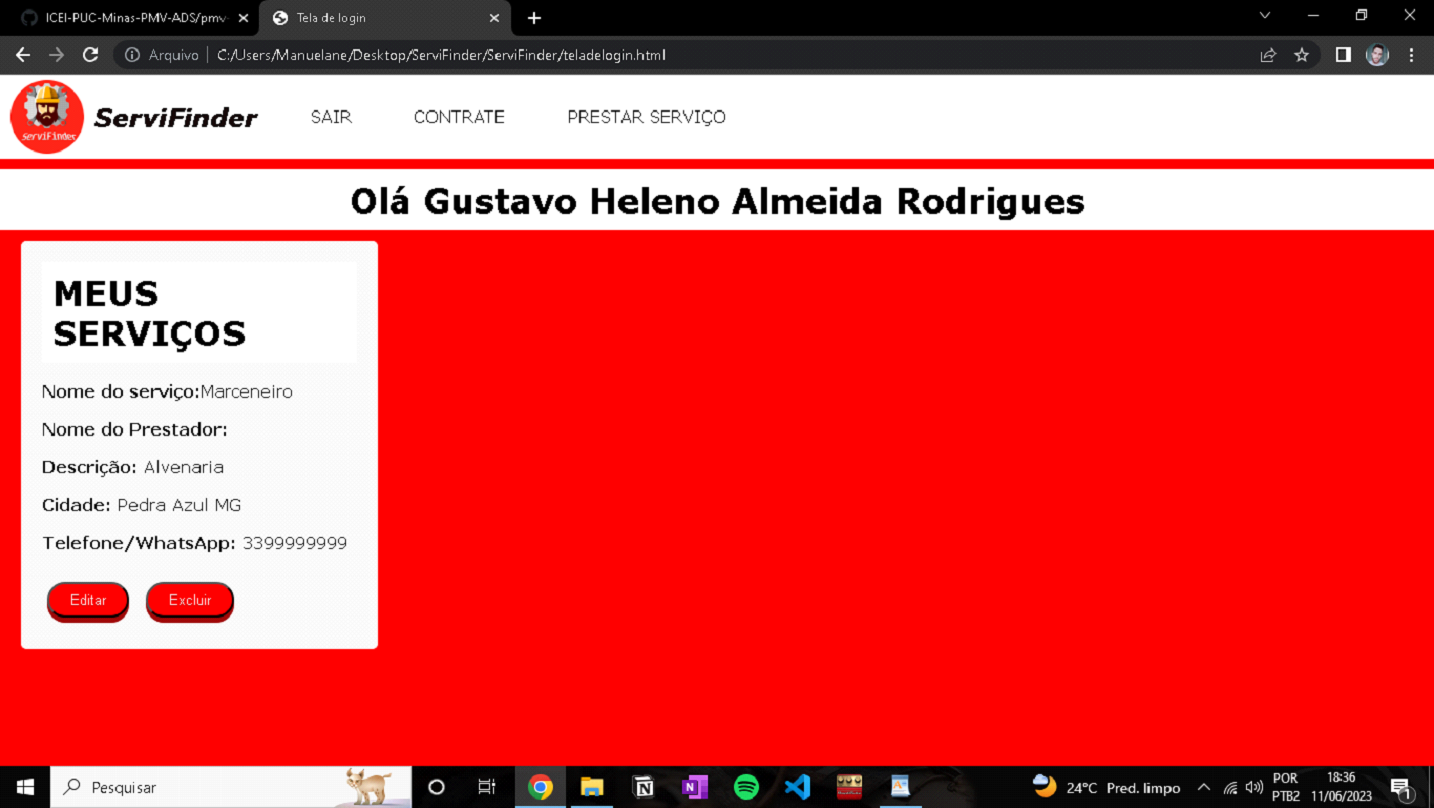 ICEI-PUC-Minas-PMV-ADS/pmv-
Tela de login
Arquivo | C:/Users/Manuelane/Desktop/ServiFinder/ServiFinder/teladelogin.html
ServiFinder
ServiFinder SAIR CONTRATE PRESTAR SERVIÇO
Olá Gustavo Heleno Almeida Rodrigues
MEUS
SERVIÇOS
Nome do serviço:Marceneiro
Nome do Prestador:
Descrição: Alvenaria
Cidade: Pedra Azul MG
Telefone/WhatsApp: 3399999999
Editar Excluir
Pesquisar
24°C Pred. limpo
POR
PTB2
18:36
11/06/2023
1